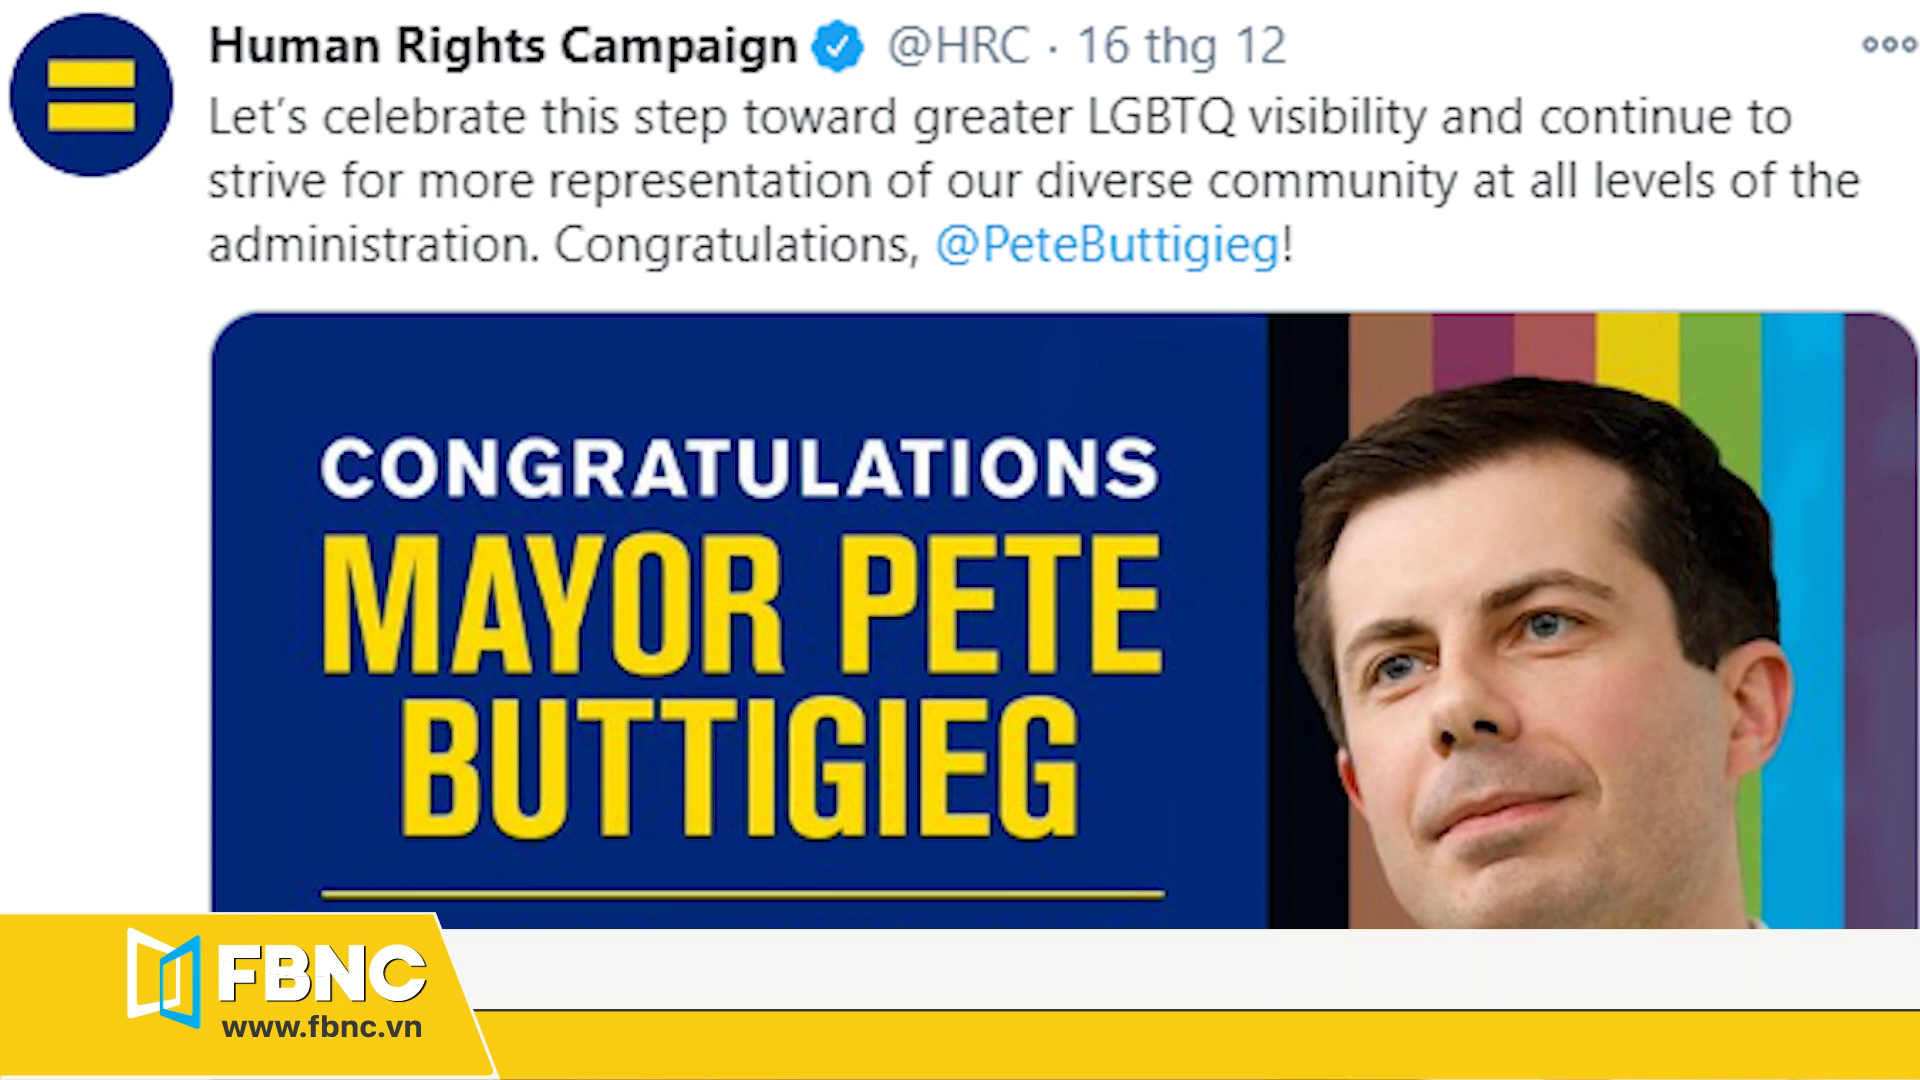 Human Rights Campaign @HRC · 16 thg 12
Let's celebrate this step toward greater LGBTQ visibility and continue to
strive for more representation of our diverse community at all levels of the
administration. Congratulations, @PeteButtigieg!
CONGRATULATIONS
MAYOR PETE
BUTTIGIEG
FBNC
www.fbnc.vn